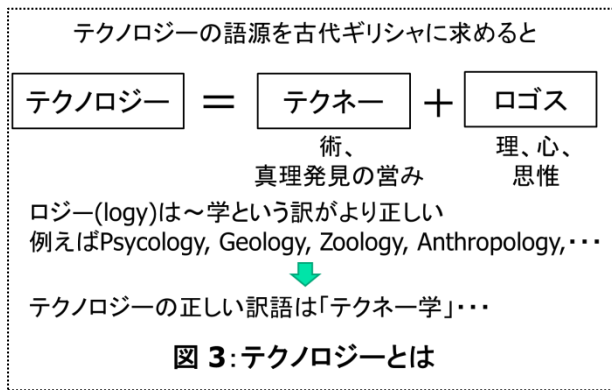 テクノロジーの語源を古代ギリシャに求めると
テクノロジー = テクネー + ロゴス
術、 理、心、
真理発見の営み 思惟
ロジー(logy)は～学という訳がより正しい
例えばPsycology, Geology, Zoology, Anthropology,･･･
テクノロジーの正しい訳語は｢テクネー学｣･･･
図 3:テクノロジーとは